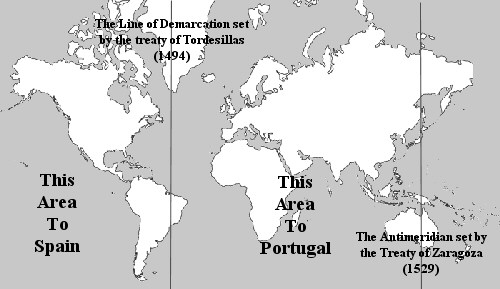 The Line of Demarcation set
by the treaty of Tordesillas
(1494)
This
Area
To
Spain
This
Area
To
Portugal
The Antimeridian set by
the Treaty of Zaragoza
(1529)